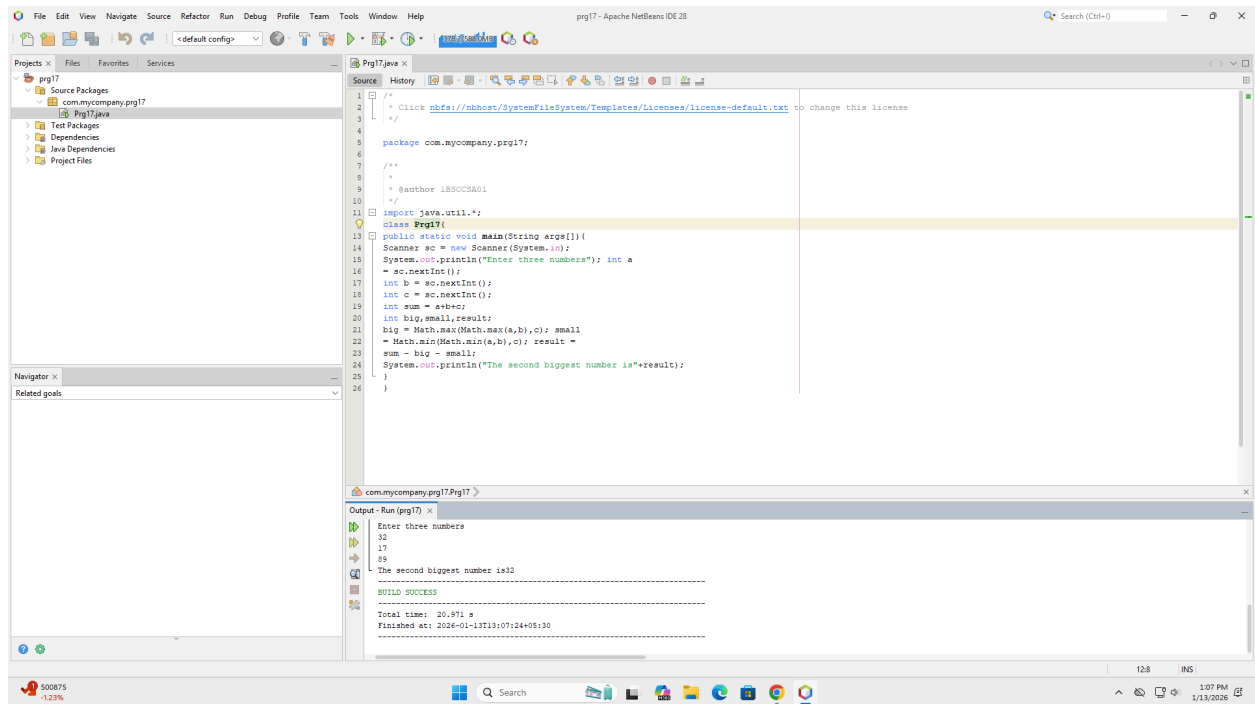 File Edit View Navigate Source Refactor Run Debug Profile Team Tools Window Help
prg17 - Apache NetBeans IDE 28
Search (Ctrl+I)
<default config>
Projects
Files
Favorites
Services
prg17
Source Packages
com.mycompany.prg17
Prg17.java
Test Packages
Dependencies
Java Dependencies
Project Files
Navigator
Related goals
Prg17.java
Source
History
1 /*
2 * Click nbfs://nbhost/SystemFileSystem/Templates/Licenses/license-default.txt to change this license
3 */
4
5 package com.mycompany.prg17;
6
7 /**
8 *
9 * @author 1BSCCSA01
10 */
11 import java.util.*;
class Prg17{
13 public static void main(String args[]){
14 Scanner sc = new Scanner(System.in);
15 System.out.println("Enter three numbers"); int a
16 = sc.nextInt();
17 int b = sc.nextInt();
18 int c = sc.nextInt();
19 int sum = a+b+c;
20 int big,small,result;
21 big = Math.max(Math.max(a,b),c); small
22 = Math.min(Math.min(a,b),c); result =
23 sum - big - small;
24 System.out.println("The second biggest number is"+result);
25 }
26 }
com.mycompany.prg17.Prg17
Output - Run (prg17)
Enter three numbers
32
17
89
The second biggest number is32
------------------------------------------------------------------------
BUILD SUCCESS
------------------------------------------------------------------------
Total time: 20.971 s
Finished at: 2026-01-13T13:07:24+05:30
------------------------------------------------------------------------
12:8
INS
1
500875
-1.23%
Search
1:07 PM
1/13/2026